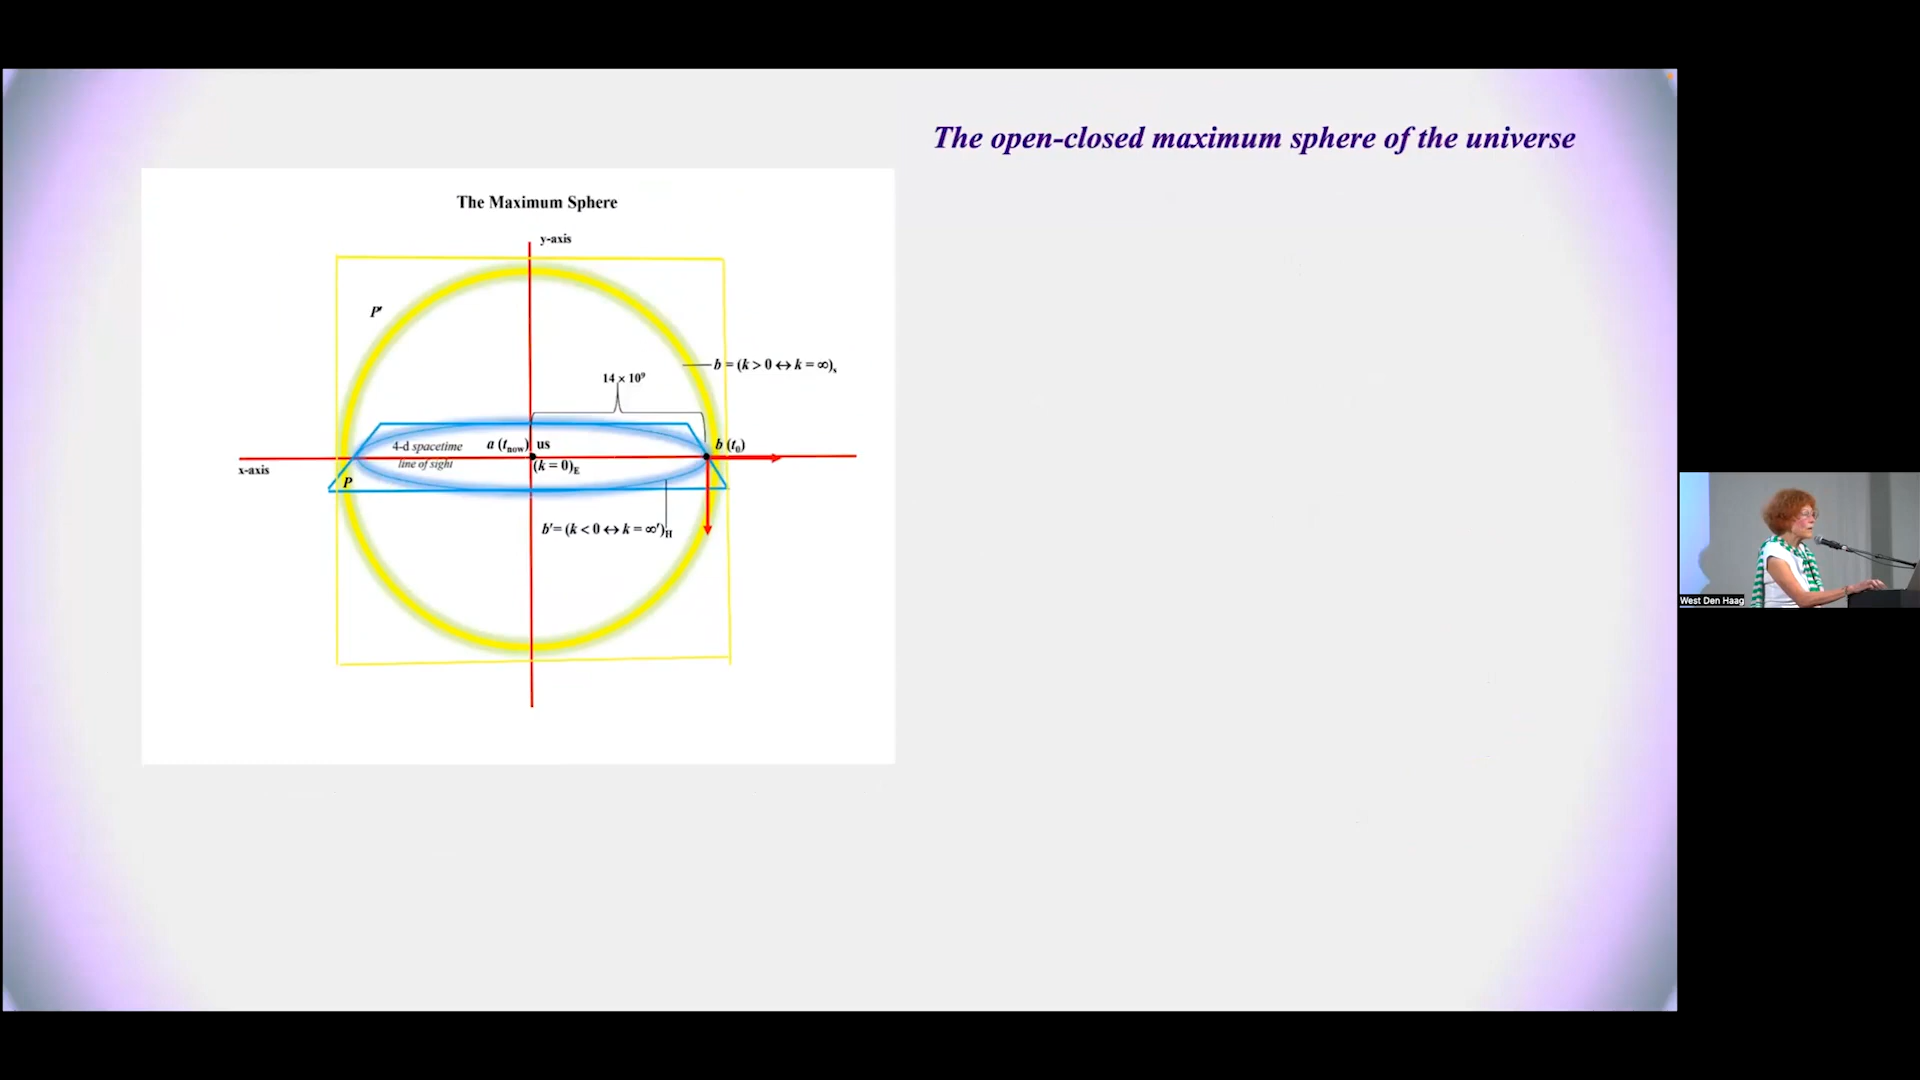 The open-closed maximum sphere of the universe
The Maximum Sphere
y-axis
P'
b = (k > 0 ↔ k = ∞)s
14 × 10⁹
4-d spacetime
line of sight
a (tnow) us
b (t0)
(k = 0)E
x-axis
P
b'= (k < 0 ↔ k = ∞')H
West Den Haag